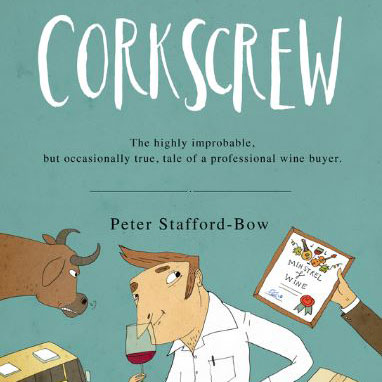 CORKSCREW
The highly improbable,
but occasionally true, tale of a professional wine buyer.
Peter Stafford-Bow
MINSTREL
OF
WINE